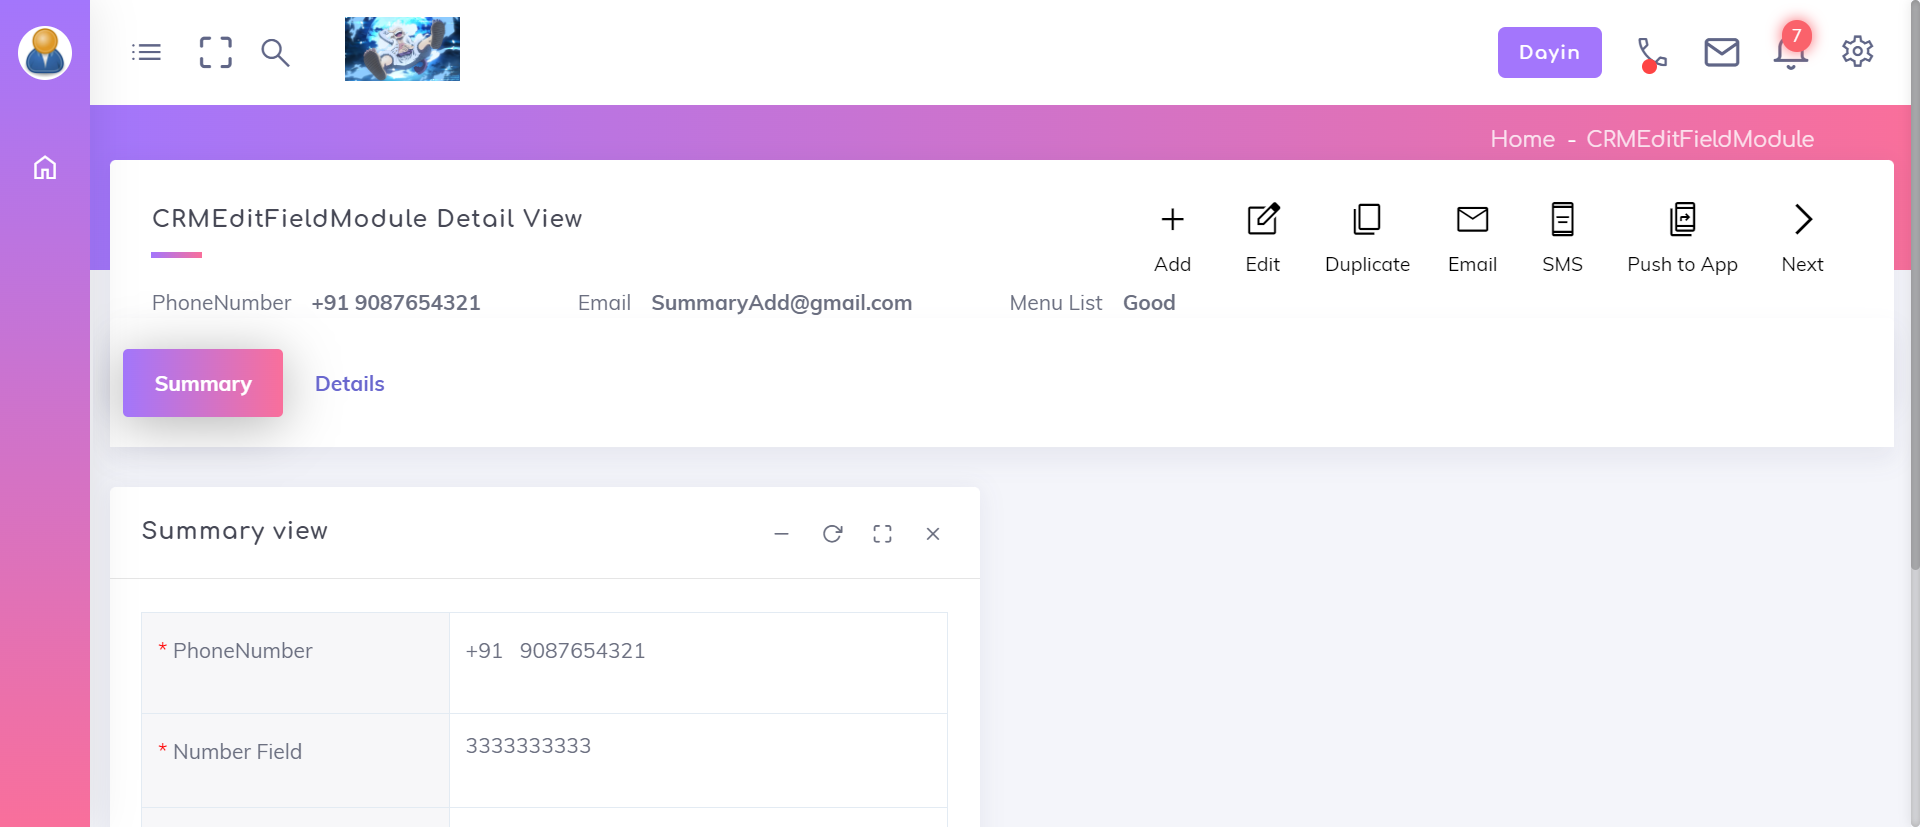 Dayin
7
Home - CRMEditFieldModule
CRMEditFieldModule Detail View
Add Edit Duplicate Email SMS Push to App Next
PhoneNumber +91 9087654321 Email SummaryAdd@gmail.com Menu List Good
Summary Details
Summary view
* PhoneNumber +91 9087654321
* Number Field 3333333333